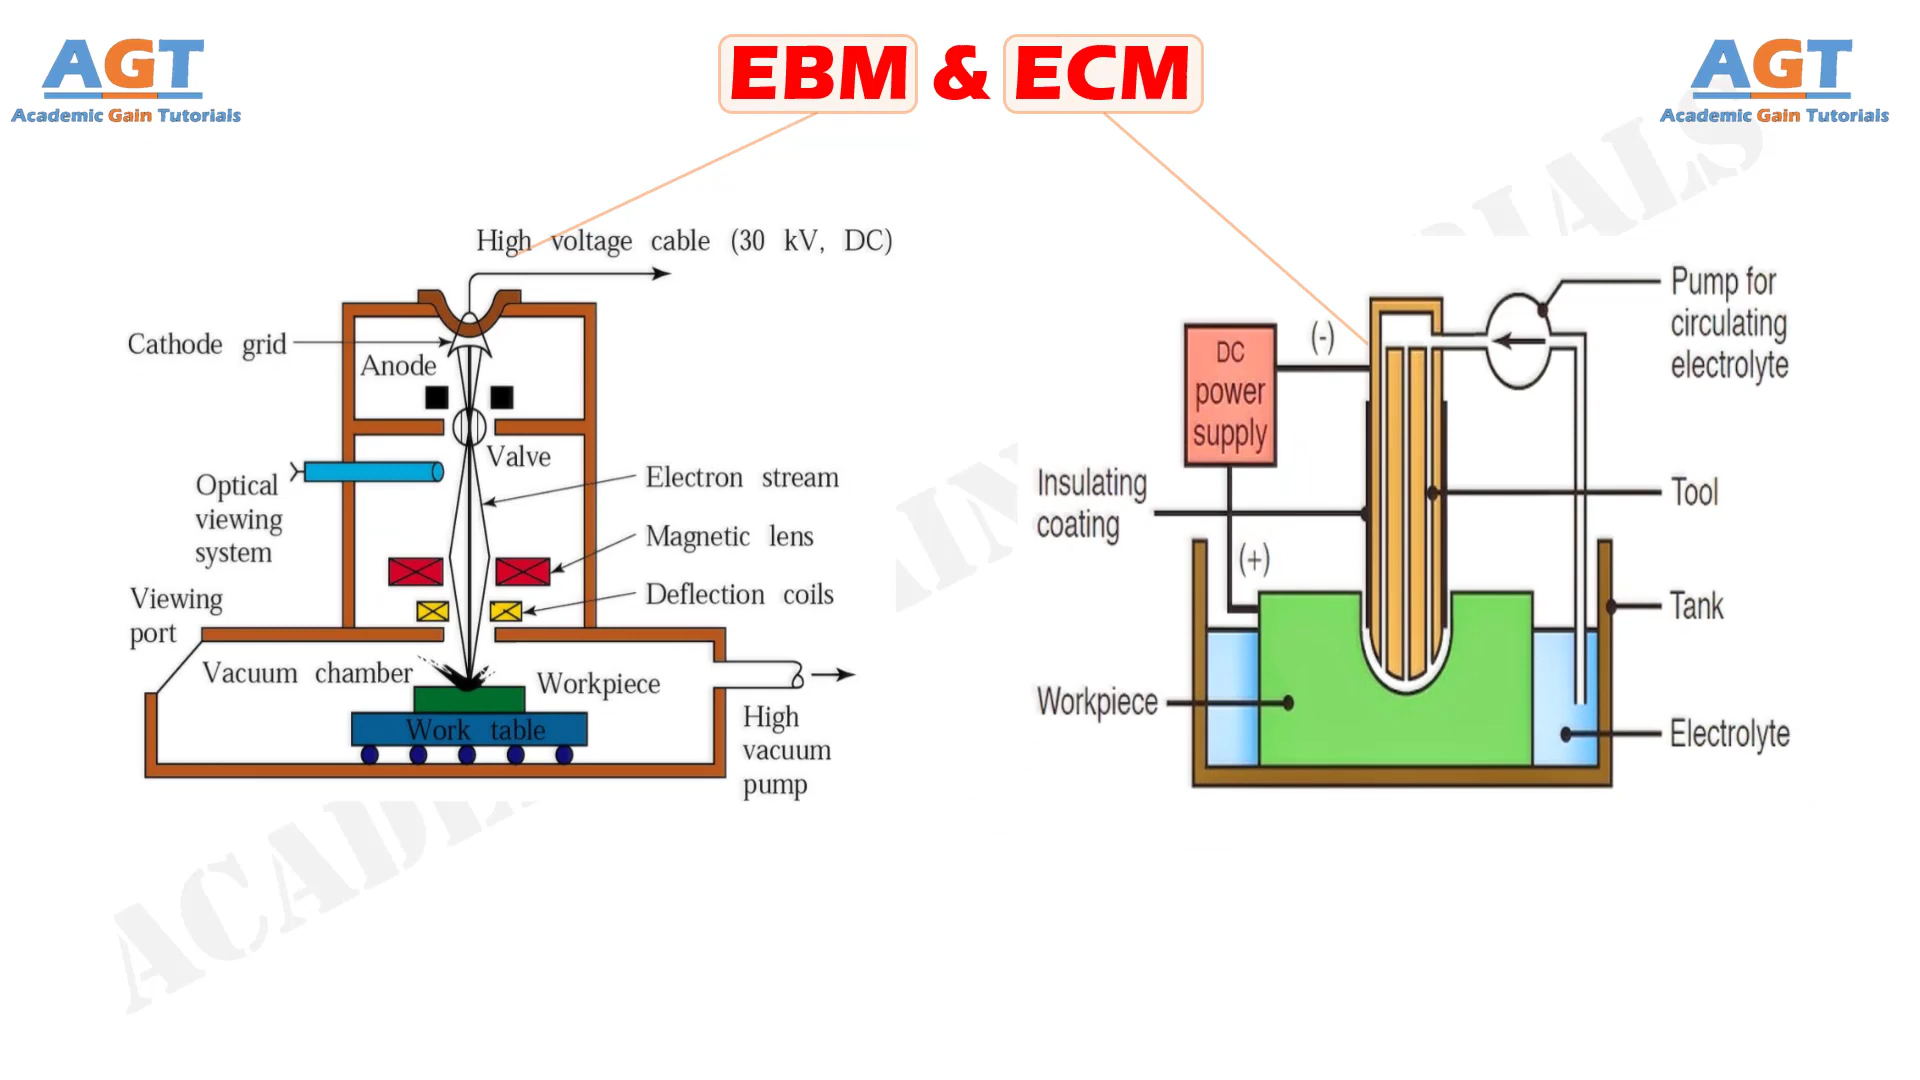 AGT
Academic Gain Tutorials
EBM & ECM
AGT
Academic Gain Tutorials
High voltage cable (30 kV, DC)
Cathode grid
Anode
Valve
Optical
viewing
system
Electron stream
Magnetic lens
Deflection coils
Viewing
port
Vacuum chamber
Workpiece
Work table
High
vacuum
pump
Pump for
circulating
electrolyte
(-)
DC
power
supply
Insulating
coating
Tool
(+)
Tank
Workpiece
Electrolyte